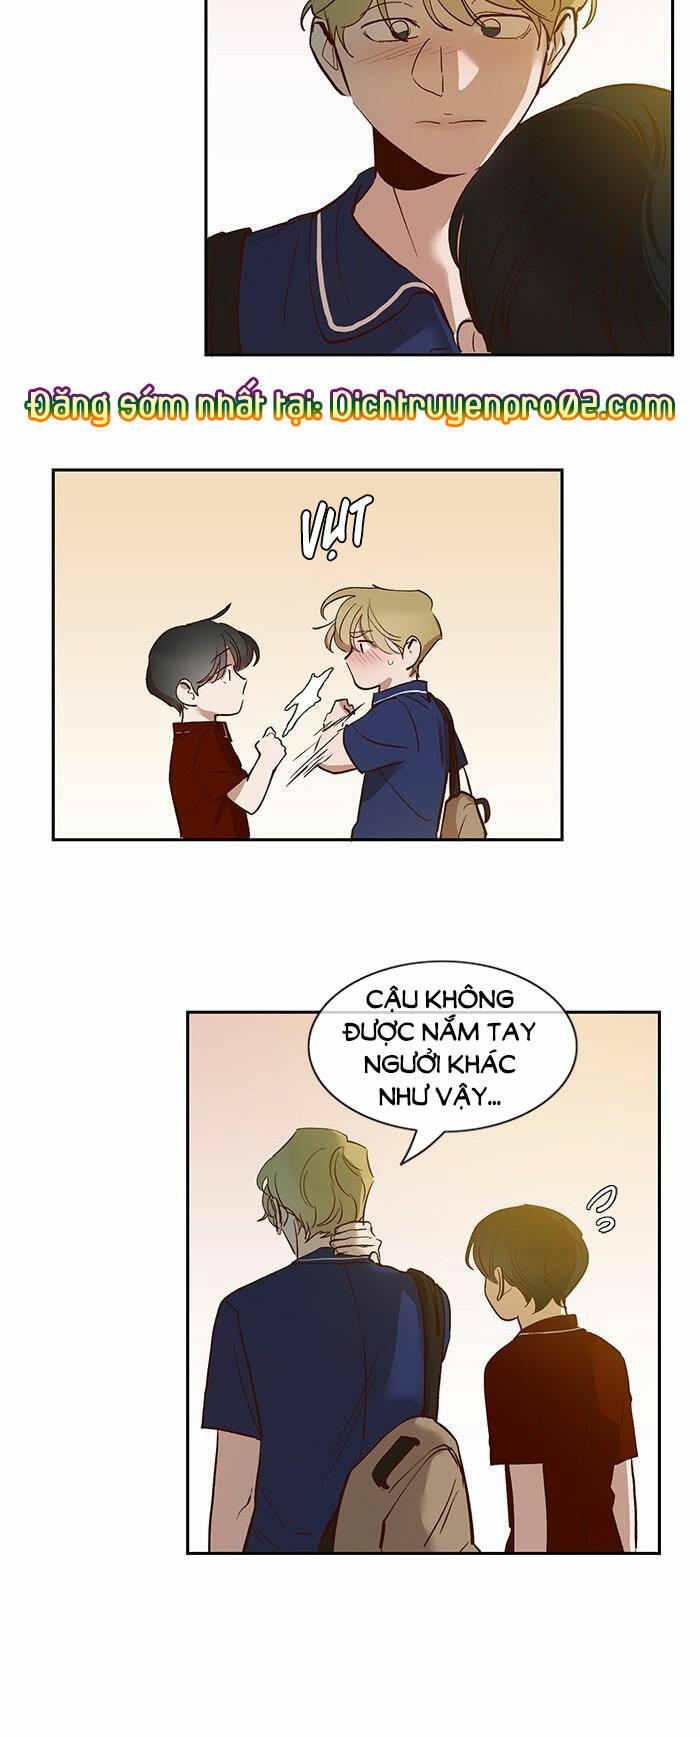 Đăng sớm nhất tại: Dichtruyenpro02.com
VỤT
CẬU KHÔNG
ĐƯỢC NẮM TAY
NGƯỜI KHÁC
NHƯ VẬY...